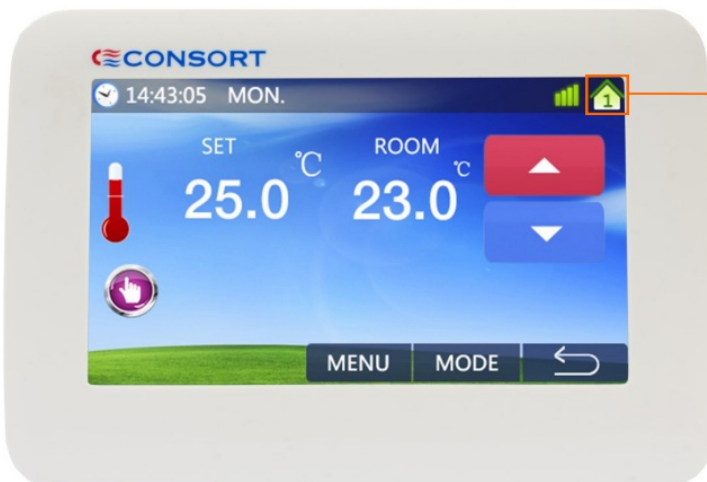 CONSORT
14:43:05 MON.
1
SET ℃ ROOM ℃
25.0 23.0
MENU MODE